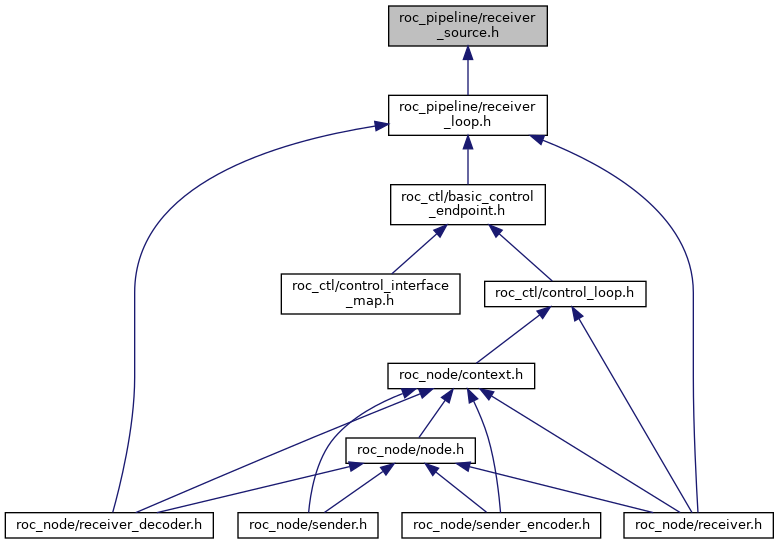 roc_pipeline/receiver
_source.h
roc_pipeline/receiver
_loop.h
roc_ctl/basic_control
_endpoint.h
roc_ctl/control_interface
_map.h
roc_ctl/control_loop.h
roc_node/context.h
roc_node/node.h
roc_node/receiver_decoder.h
roc_node/sender.h
roc_node/sender_encoder.h
roc_node/receiver.h